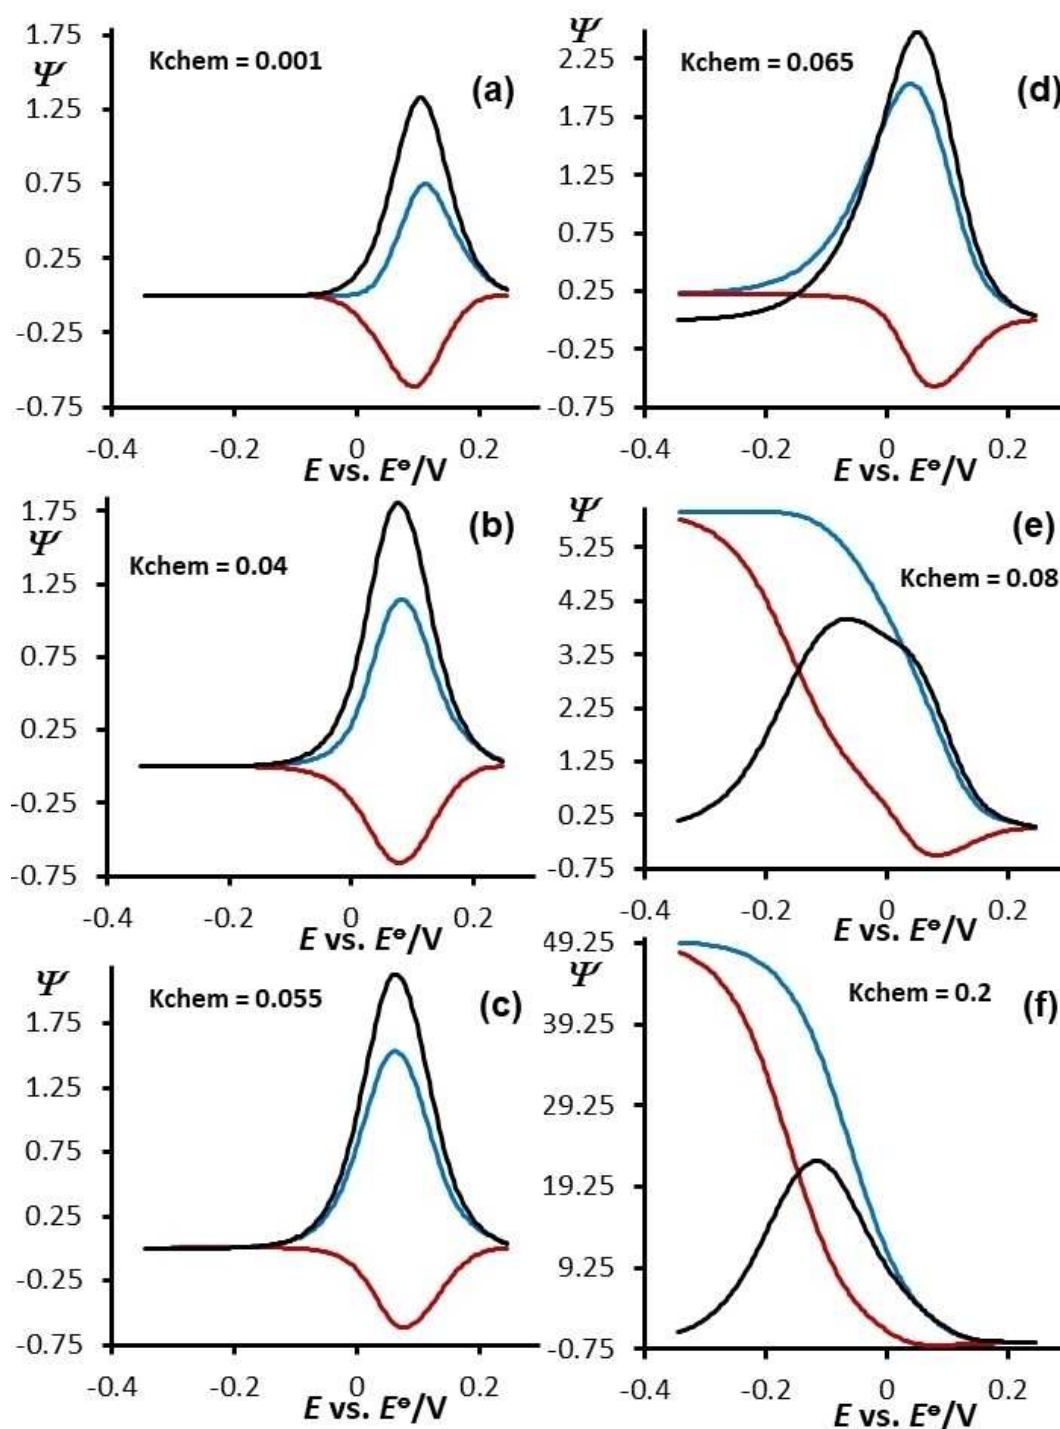 1.75
Ψ
Kchem = 0.001
(a)
1.25
0.75
0.25
-0.25
-0.75
-0.4 -0.2 0 0.2
E vs. E⦵/V
Ψ
2.25
Kchem = 0.065
(d)
1.75
1.25
0.75
0.25
-0.25
-0.75
-0.4 -0.2 0 0.2
E vs. E⦵/V
1.75
Ψ
(b)
Kchem = 0.04
1.25
0.75
0.25
-0.25
-0.75
-0.4 -0.2 0 0.2
E vs. E⦵/V
Ψ
(e)
5.25
Kchem = 0.08
4.25
3.25
2.25
1.25
0.25
-0.75
-0.4 -0.2 0 0.2
E vs. E⦵/V
Ψ
Kchem = 0.055
(c)
1.75
1.25
0.75
0.25
-0.25
-0.75
-0.4 -0.2 0 0.2
E vs. E⦵/V
49.25
Ψ
Kchem = 0.2
(f)
39.25
29.25
19.25
9.25
-0.75
-0.4 -0.2 0 0.2
E vs. E⦵/V